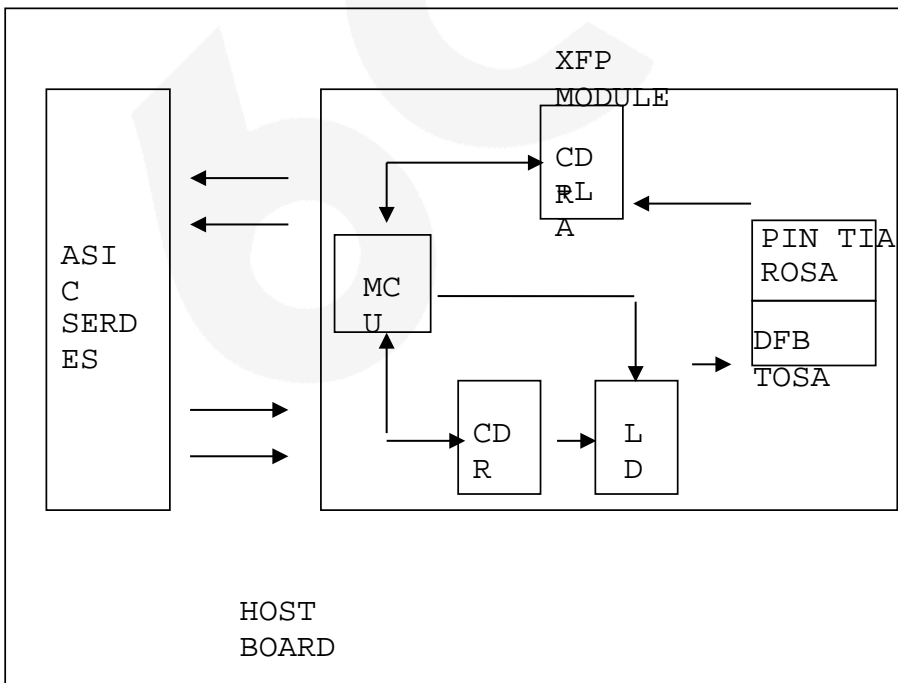 XFP
MODULE
CD
R
+L
A
PIN TIA
ROSA
ASI
C
SERD
ES
MC
U
DFB
TOSA
CD
R
L
D
HOST
BOARD